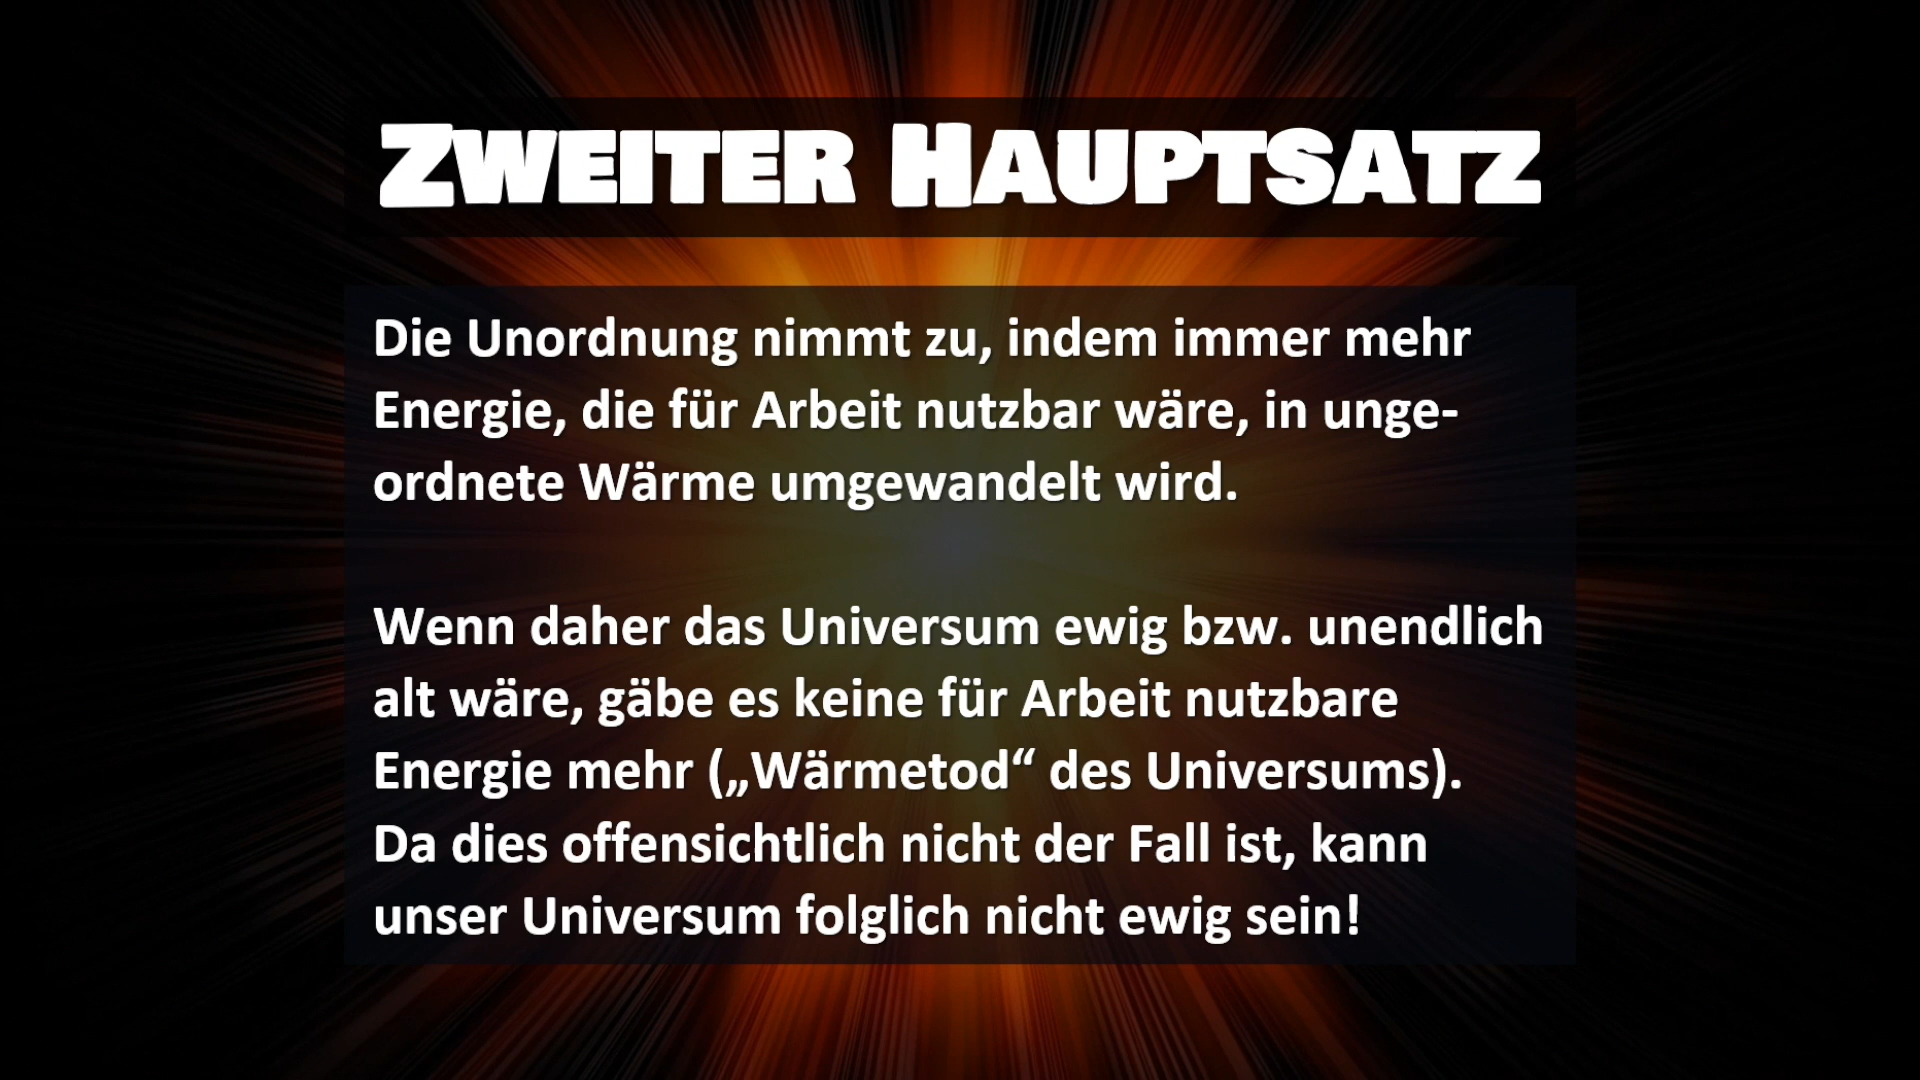 Zweiter Hauptsatz
Die Unordnung nimmt zu, indem immer mehr
Energie, die für Arbeit nutzbar wäre, in unge-
ordnete Wärme umgewandelt wird.
Wenn daher das Universum ewig bzw. unendlich
alt wäre, gäbe es keine für Arbeit nutzbare
Energie mehr („Wärmetod“ des Universums).
Da dies offensichtlich nicht der Fall ist, kann
unser Universum folglich nicht ewig sein!